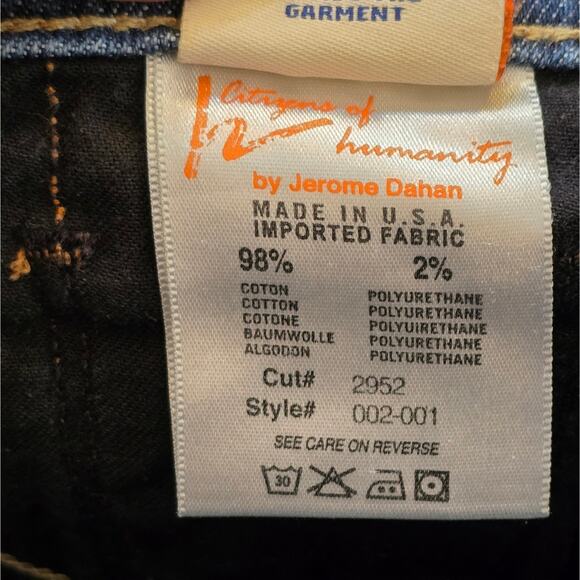 GARMENT
Citizens of
humanity
by Jerome Dahan
MADE IN U.S.A.
IMPORTED FABRIC
98% 2%
COTON POLYURETHANE
COTTON POLYURETHANE
COTONE POLYUIRETHANE
BAUMWOLLE POLYURETHANE
ALGODON POLYURETHANE
Cut# 2952
Style# 002-001
SEE CARE ON REVERSE
30